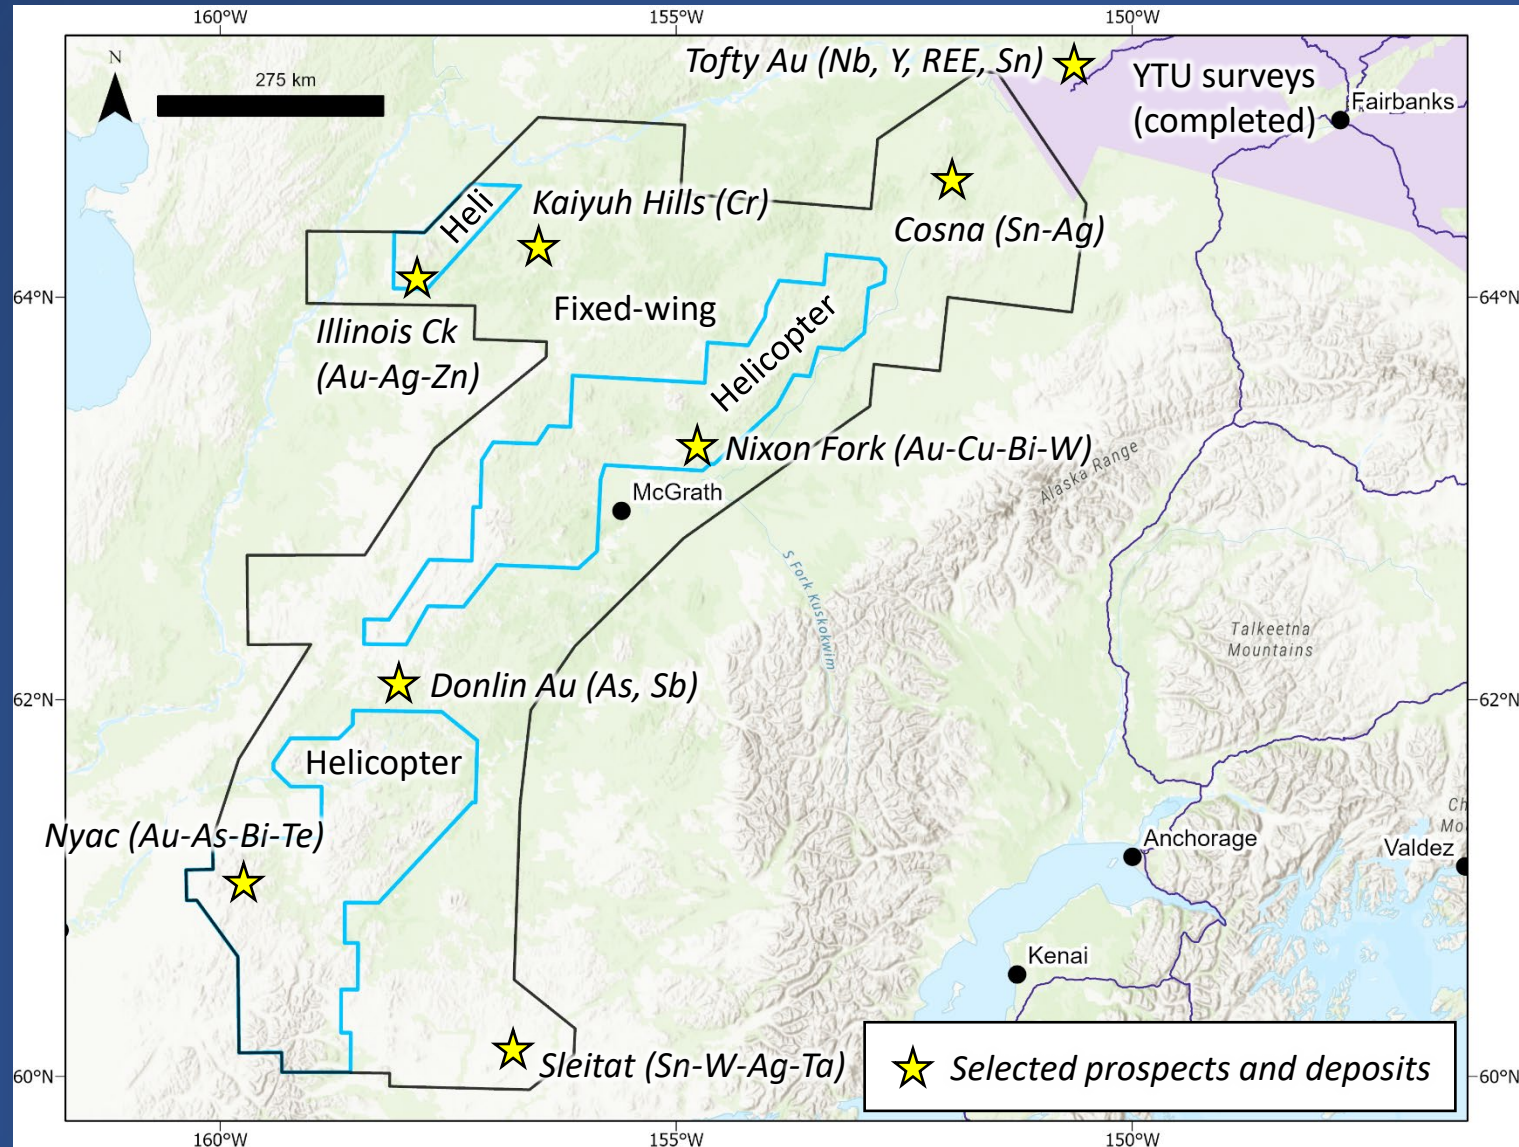 160°W
155°W
150°W
N
275 km
Tofty Au (Nb, Y, REE, Sn)
YTU surveys
(completed)
Fairbanks
Heli
Kaiyuh Hills (Cr)
Cosna (Sn-Ag)
64°N
64°N
Fixed-wing
Illinois Ck
(Au-Ag-Zn)
Helicopter
Nixon Fork (Au-Cu-Bi-W)
Alaska Range
McGrath
S Fork Kuskokwim
Talkeetna
Mountains
Donlin Au (As, Sb)
62°N
62°N
Helicopter
Ch
Mo
Nyac (Au-As-Bi-Te)
Anchorage
Valdez
Kenai
Sleitat (Sn-W-Ag-Ta)
Selected prospects and deposits
60°N
60°N
160°W
155°W
150°W